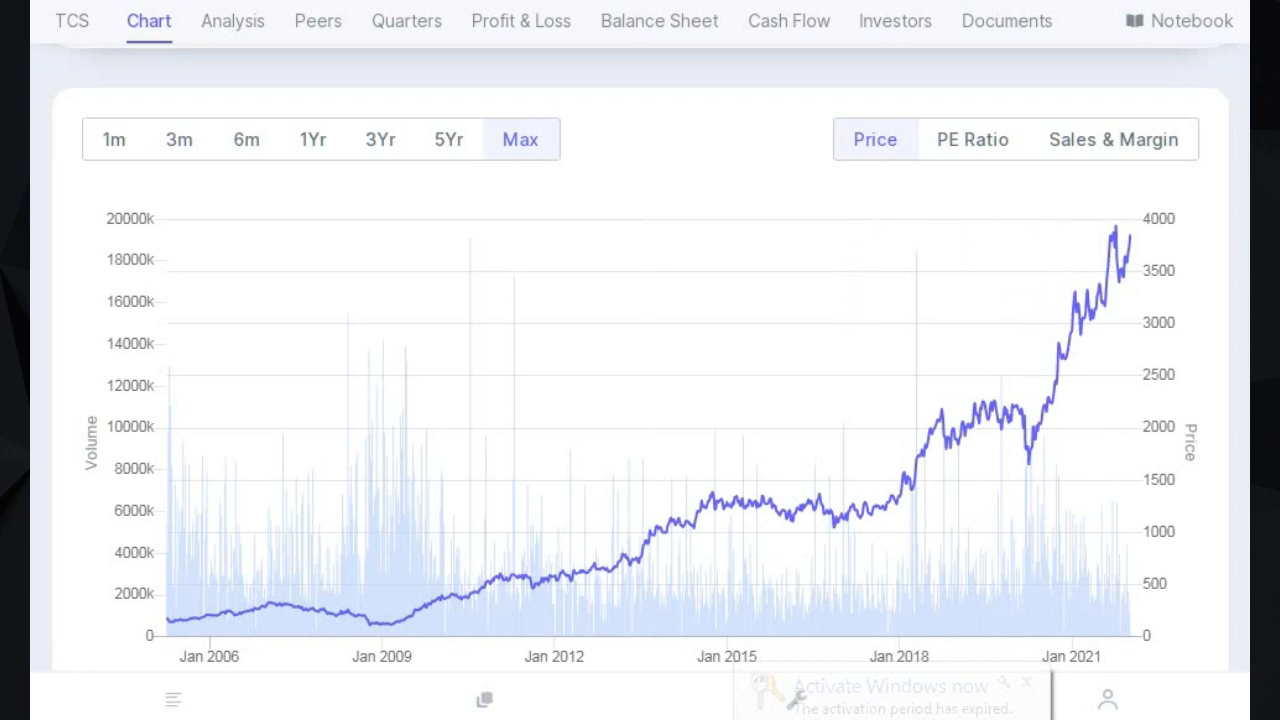 TCS Chart Analysis Peers Quarters Profit & Loss Balance Sheet Cash Flow Investors Documents Notebook
1m 3m 6m 1Yr 3Yr 5Yr Max Price PE Ratio Sales & Margin
20000k 4000
18000k
3500
16000k
3000
14000k
12000k
2500
10000k 2000
Volume
Price
8000k
1500
6000k
1000
4000k
500
2000k
0 0
Jan 2006 Jan 2009 Jan 2012 Jan 2015 Jan 2018 Jan 2021
Activate Windows now
The activation period has expired.